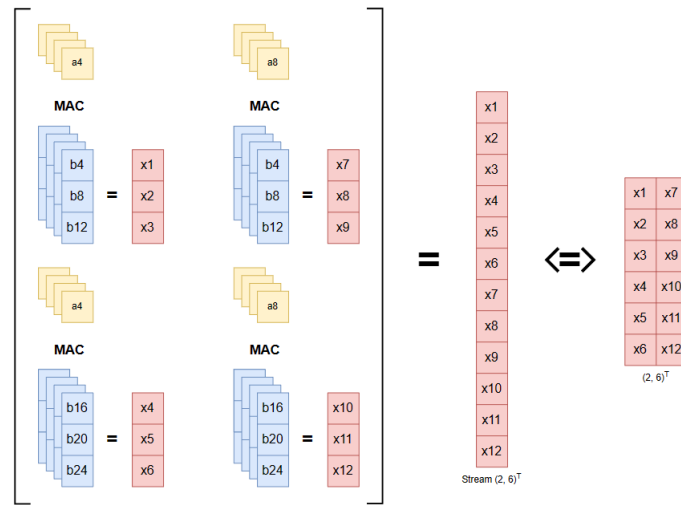 a4
MAC
b4
b8
b12
=
x1
x2
x3
a8
MAC
b4
b8
b12
=
x7
x8
x9
a4
MAC
b16
b20
b24
=
x4
x5
x6
a8
MAC
b16
b20
b24
=
x10
x11
x12
=
x1
x2
x3
x4
x5
x6
x7
x8
x9
x10
x11
x12
Stream (2, 6)ᵀ
<=>
x1 x7
x2 x8
x3 x9
x4 x10
x5 x11
x6 x12
(2, 6)ᵀ